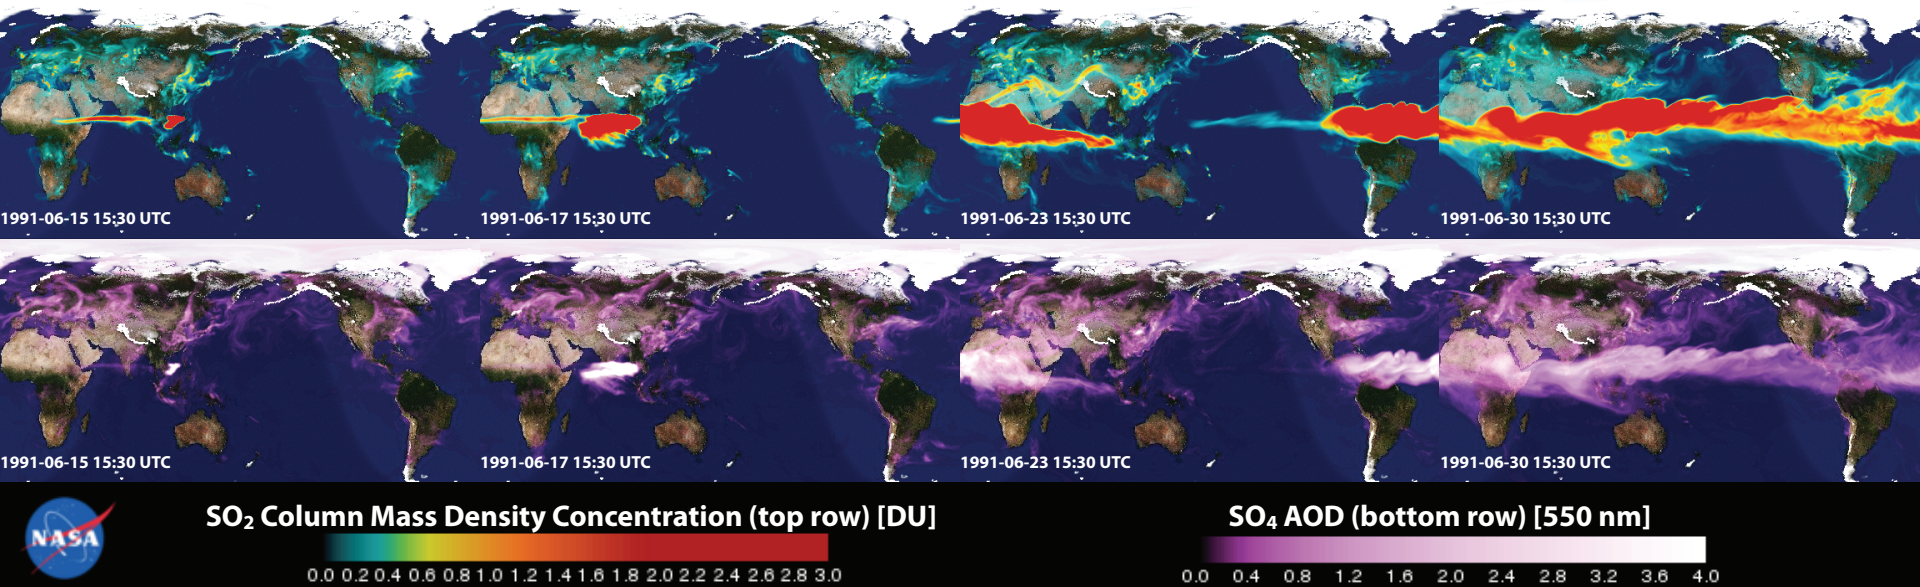 1991-06-15 15:30 UTC
1991-06-17 15:30 UTC
1991-06-23 15:30 UTC
1991-06-30 15:30 UTC
1991-06-15 15:30 UTC
1991-06-17 15:30 UTC
1991-06-23 15:30 UTC
1991-06-30 15:30 UTC
NASA
SO₂ Column Mass Density Concentration (top row) [DU]
0.0 0.2 0.4 0.6 0.8 1.0 1.2 1.4 1.6 1.8 2.0 2.2 2.4 2.6 2.8 3.0
SO₄ AOD (bottom row) [550 nm]
0.0 0.4 0.8 1.2 1.6 2.0 2.4 2.8 3.2 3.6 4.0